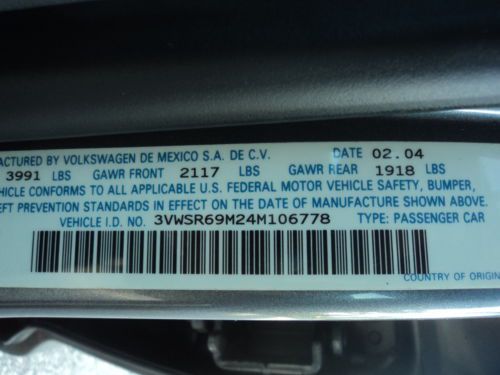 ACTURED BY VOLKSWAGEN DE MEXICO S.A. DE C.V. DATE 02.04
3991 LBS GAWR FRONT 2117 LBS GAWR REAR 1918 LBS
EHICLE CONFORMS TO ALL APPLICABLE U.S. FEDERAL MOTOR VEHICLE SAFETY, BUMPER,
EFT PREVENTION STANDARDS IN EFFECT ON THE DATE OF MANUFACTURE SHOWN ABOVE.
VEHICLE I.D. NO. 3VWSR69M24M106778 TYPE: PASSENGER CAR
COUNTRY OF ORIGIN